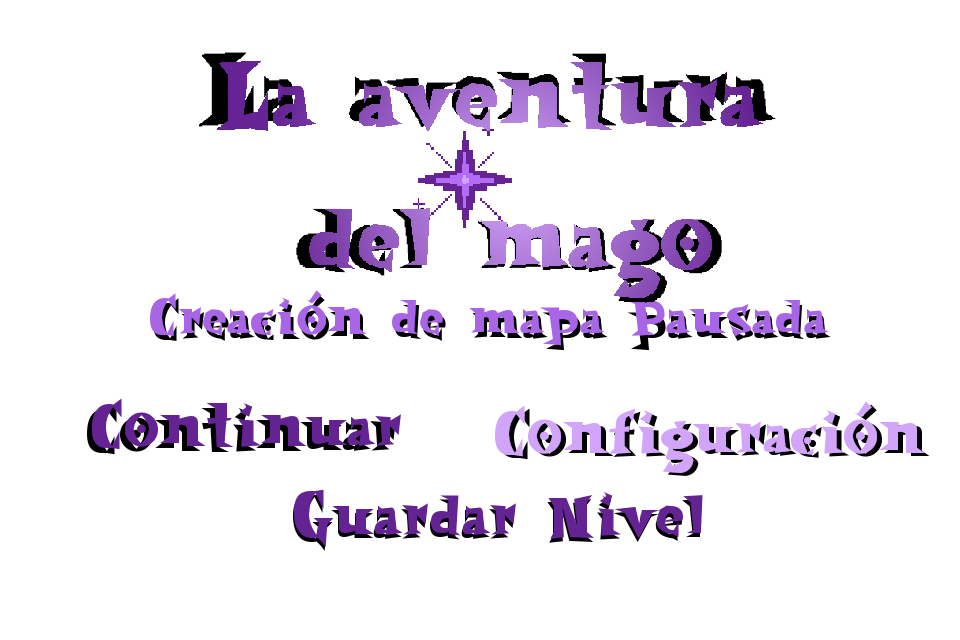 La aventura
del mago
Creación de mapa Pausada
Continuar Configuración
Guardar Nivel